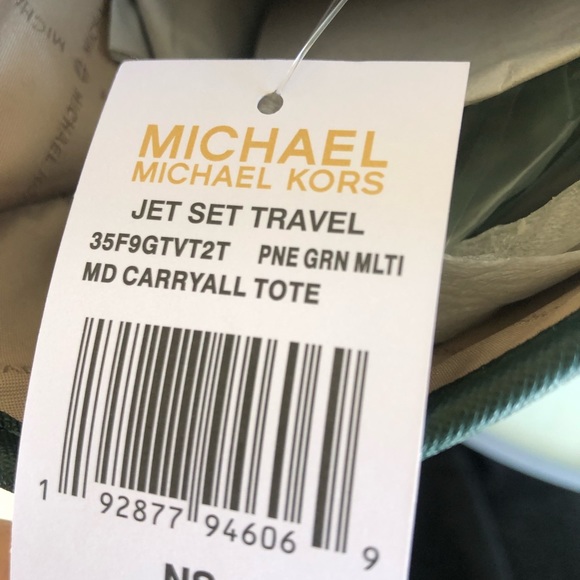 MICHAEL
MICHAEL KORS
JET SET TRAVEL
35F9GTVT2T PNE GRN MLTI
MD CARRYALL TOTE
1 92877 94606 9